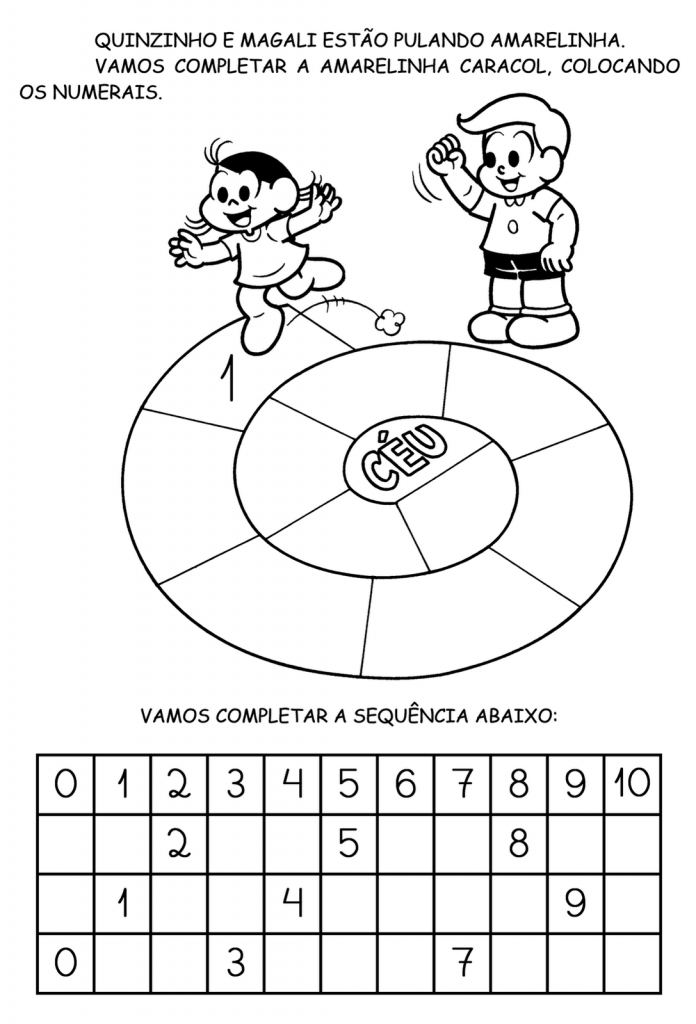 QUINZINHO E MAGALI ESTÃO PULANDO AMARELINHA.
VAMOS COMPLETAR A AMARELINHA CARACOL, COLOCANDO
OS NUMERAIS.
1
CÉU
VAMOS COMPLETAR A SEQUÊNCIA ABAIXO:
0 1 2 3 4 5 6 7 8 9 10
2 5 8
1 4 9
0 3 7